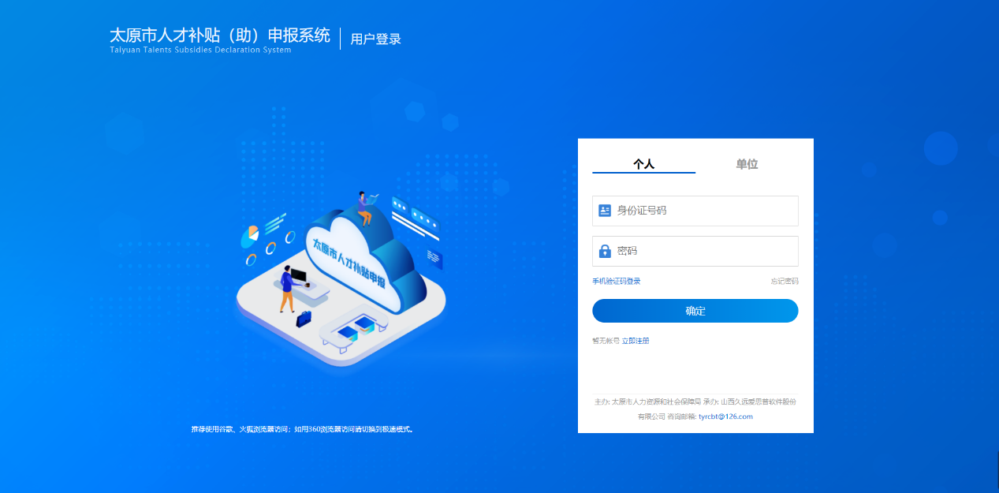 太原市人才补贴（助）申报系统
用户登录
Taiyuan Talents Subsidies Declaration System
个人
单位
身份证号码
密码
手机验证码登录
忘记密码
确定
暂无帐号 立即注册
太原市人才补贴申报
主办: 太原市人力资源和社会保障局 承办: 山西久远爱思普软件股份
有限公司 咨询邮箱: tyrcbt@126.com
推荐使用谷歌、火狐浏览器访问；如用360浏览器访问请切换到极速模式。